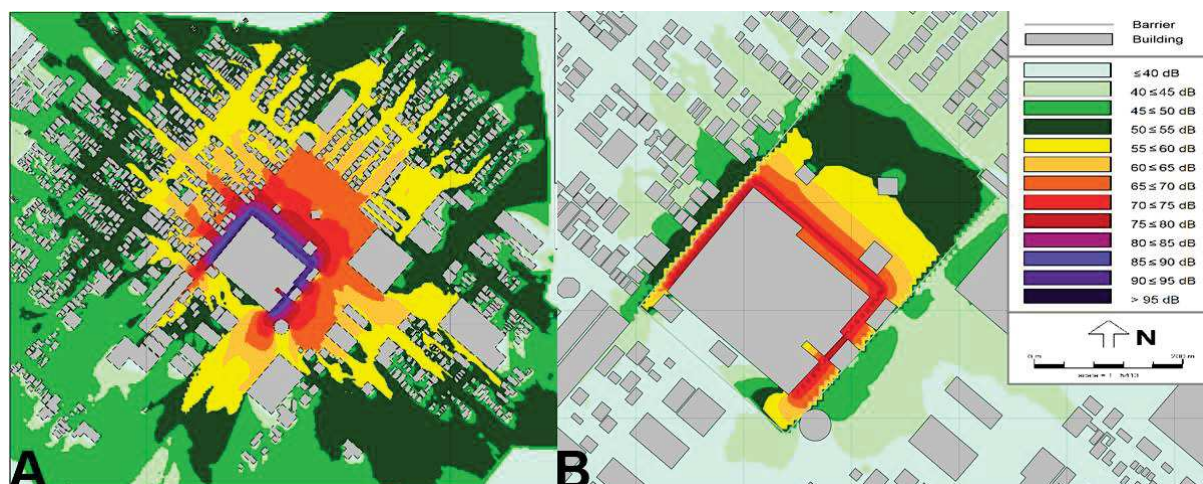 A
B
Barrier
Building
≤40 dB
40 ≤ 45 dB
45 ≤ 50 dB
50 ≤ 55 dB
55 ≤ 60 dB
60 ≤ 65 dB
65 ≤ 70 dB
70 ≤ 75 dB
75 ≤ 80 dB
80 ≤ 85 dB
85 ≤ 90 dB
90 ≤ 95 dB
> 95 dB
N
200 m